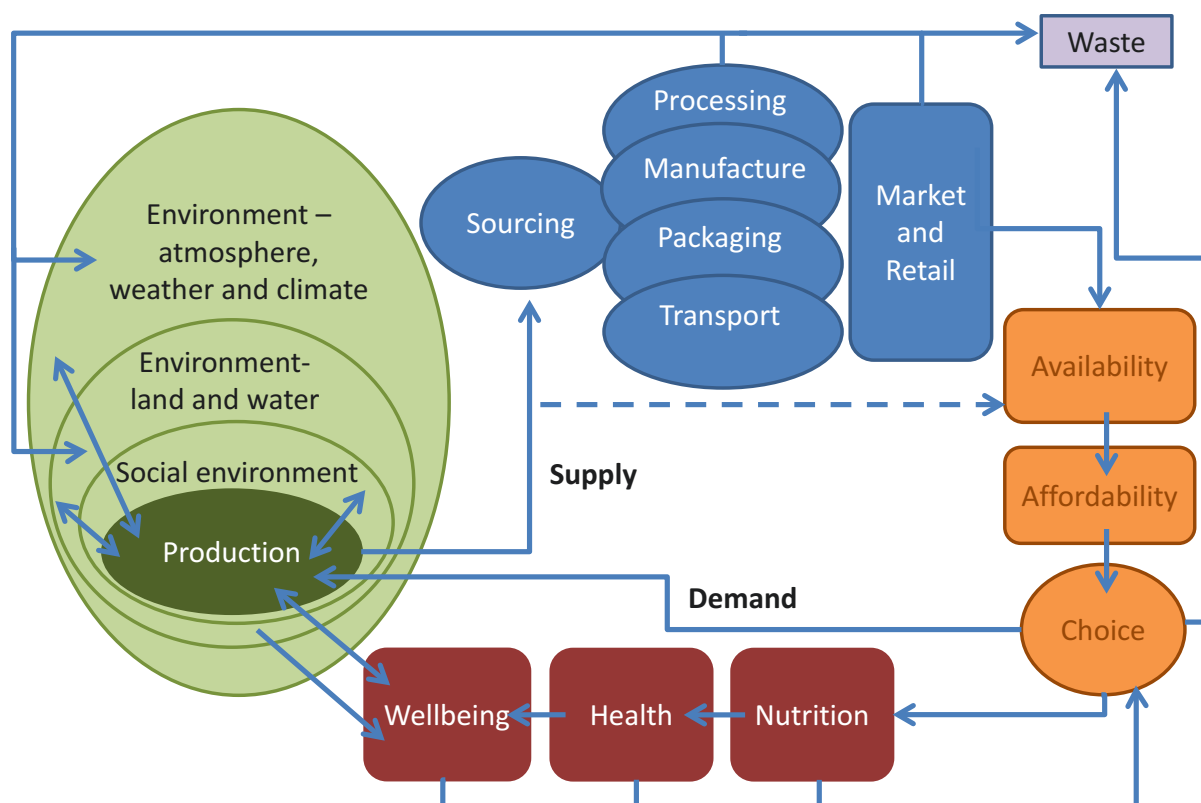 Waste
Processing
Manufacture
Packaging
Transport
Sourcing
Market
and
Retail
Environment –
atmosphere,
weather and climate
Environment-
land and water
Social environment
Production
Supply
Availability
Affordability
Demand
Choice
Wellbeing
Health
Nutrition